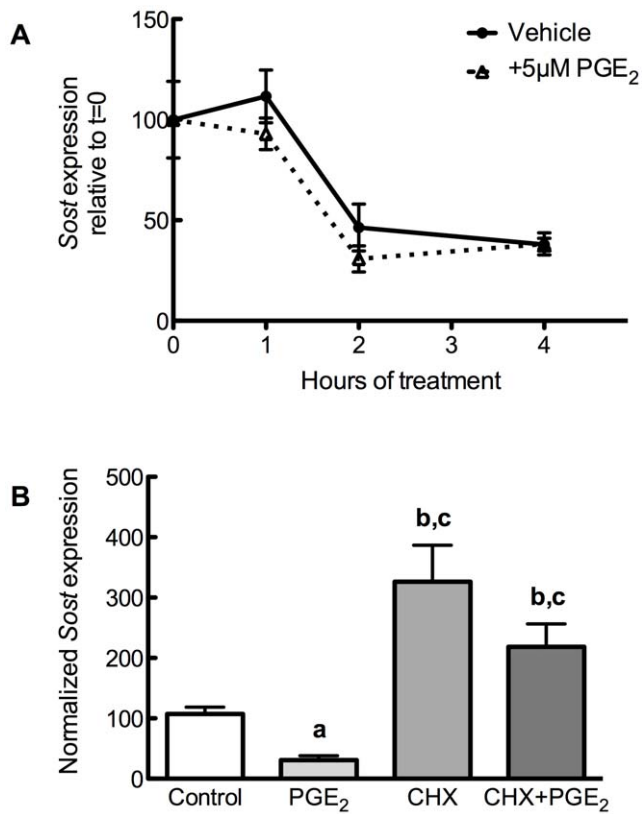 A
150
100
50
0
Sost expression
relative to t=0
Vehicle
+5µM PGE₂
0 1 2 3 4
Hours of treatment
B
500
400
300
200
100
0
Normalized Sost expression
a
b,c
b,c
Control PGE₂ CHX CHX+PGE₂